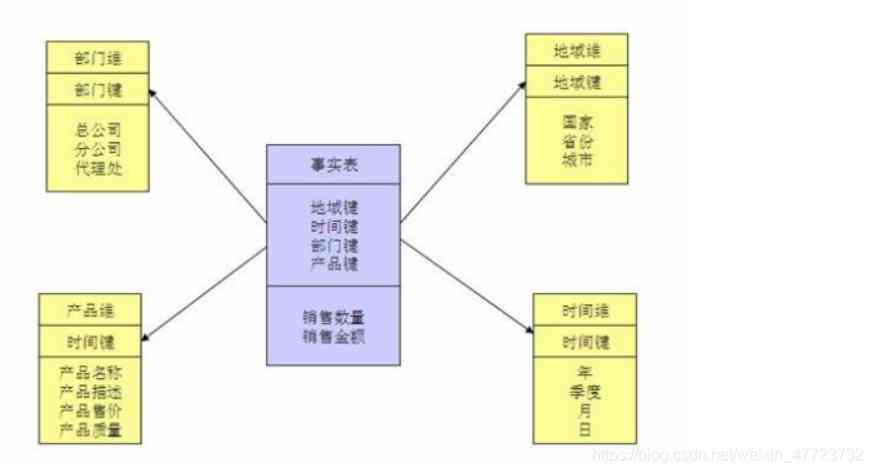 部门维
部门键
总公司
分公司
代理处
地域维
地域键
国家
省份
城市
事实表
地域键
时间键
部门键
产品键
销售数量
销售金额
产品维
时间键
产品名称
产品描述
产品售价
产品质量
时间维
时间键
年
季度
月
日
https://blog.csdn.net/weixin_47723732